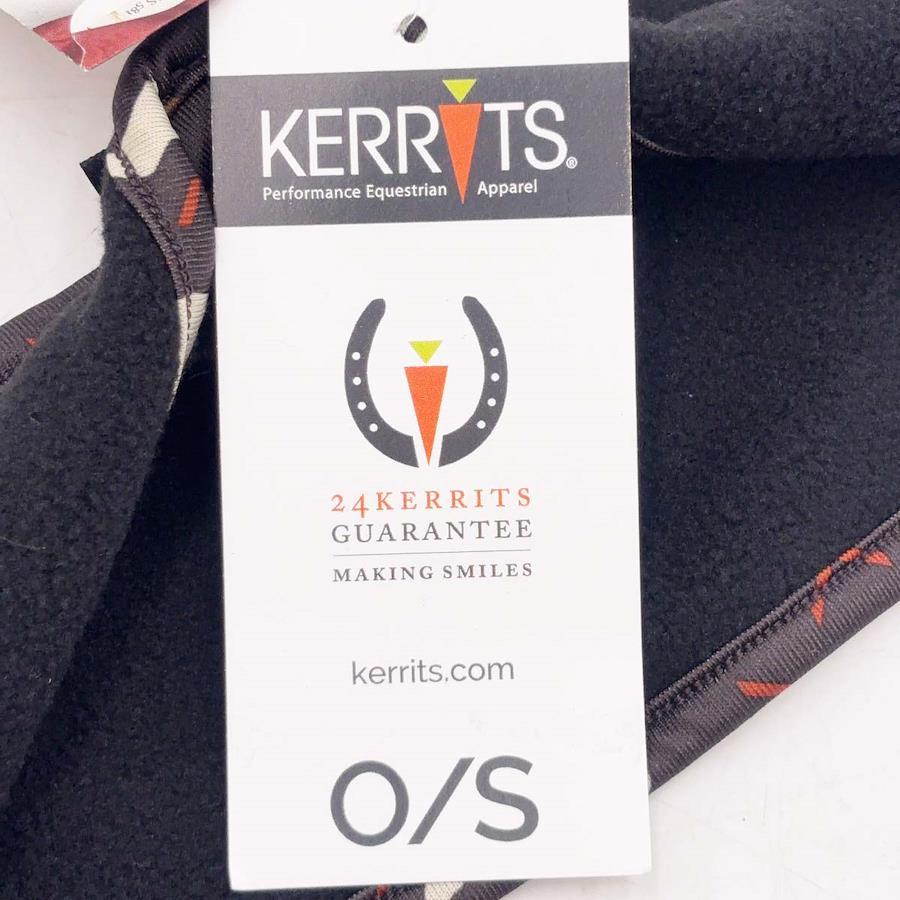 KERRITS®
Performance Equestrian Apparel
24KERRITS
GUARANTEE
MAKING SMILES
kerrits.com
O/S